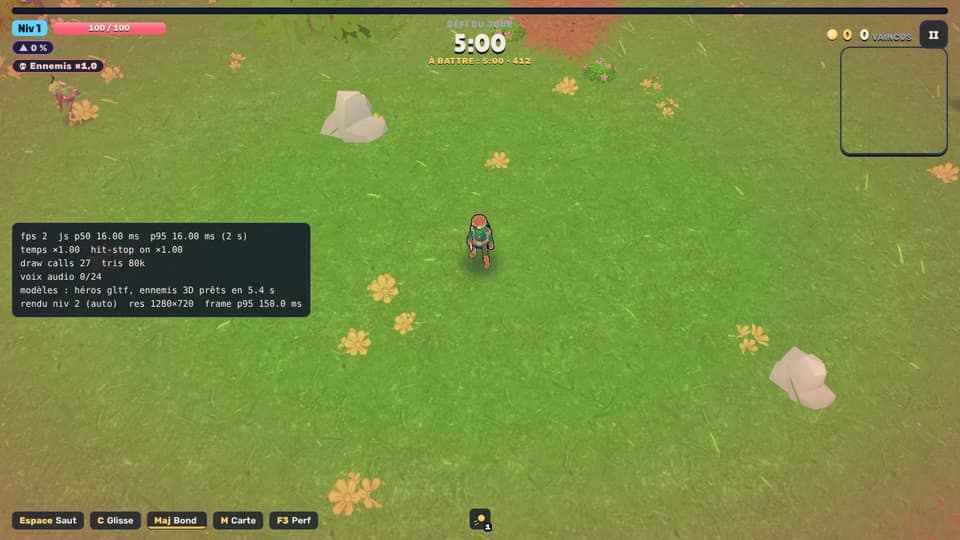 Niv 1
100 / 100
▲ 0 %
Ennemis ×1,0
DÉFI DU JOUR
5:00
À BATTRE : 5:00 · 412
0 0 VAINCUS
fps 2 js p50 16.00 ms p95 16.00 ms (2 s)
temps ×1.00 hit-stop on ×1.00
draw calls 27 tris 80k
voix audio 0/24
modèles : héros gltf, ennemis 3D prêts en 5.4 s
rendu niv 2 (auto) res 1280×720 frame p95 150.0 ms
Espace Saut
C Glisse
Maj Bond
M Carte
F3 Perf
1